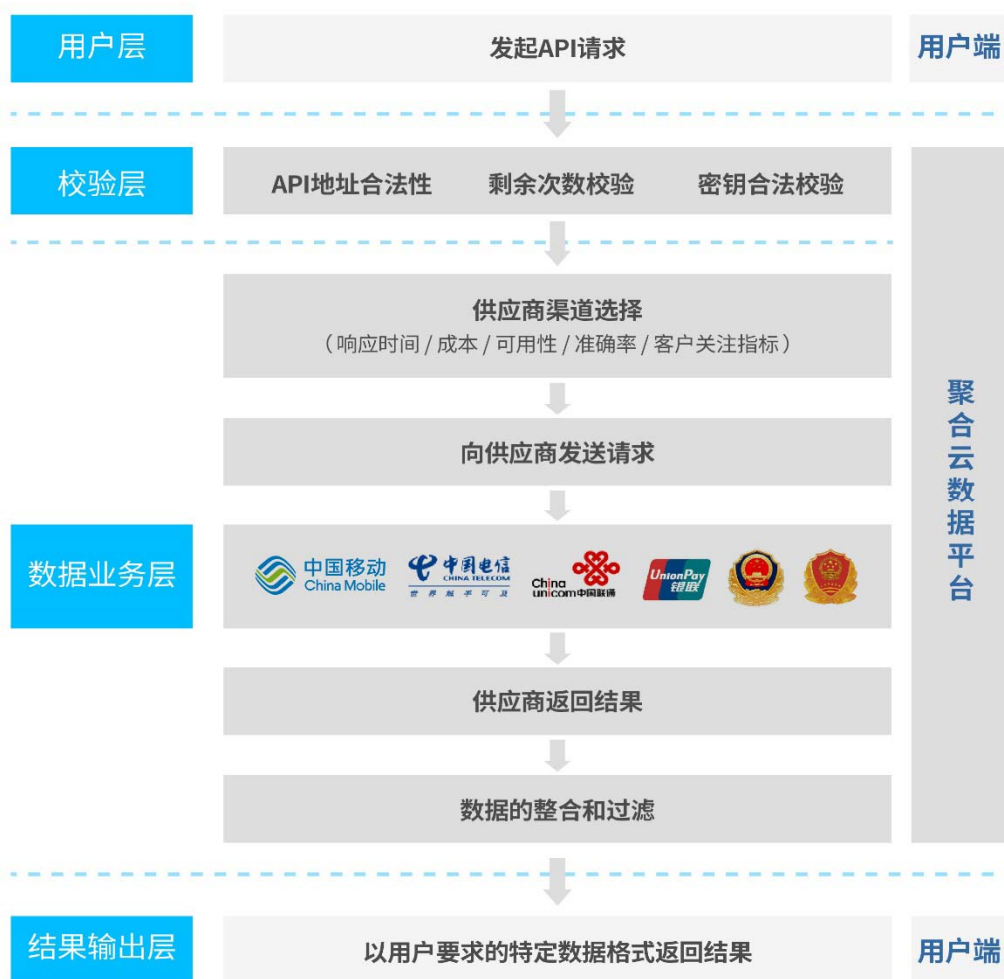 用户层
发起API请求
用户端
校验层
API地址合法性
剩余次数校验
密钥合法校验
供应商渠道选择
（响应时间 / 成本 / 可用性 / 准确率 / 客户关注指标）
向供应商发送请求
聚合云数据平台
数据业务层
中国移动
China Mobile
中国电信
CHINA TELECOM
世界触手可及
China
unicom中国联通
UnionPay
银联
供应商返回结果
数据的整合和过滤
结果输出层
以用户要求的特定数据格式返回结果
用户端